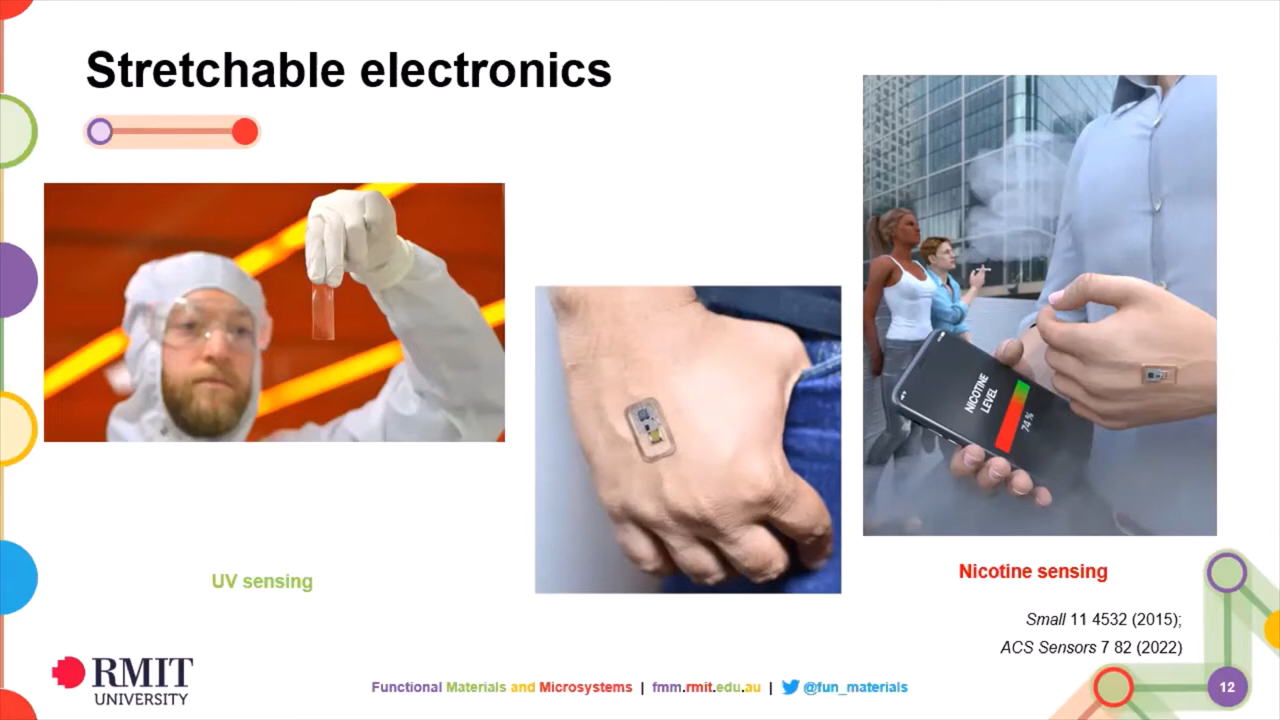 Stretchable electronics
NICOTINE
LEVEL
74%
UV sensing
Nicotine sensing
Small 11 4532 (2015);
ACS Sensors 7 82 (2022)
RMIT
UNIVERSITY
Functional Materials and Microsystems | fmm.rmit.edu.au | @fun_materials
12